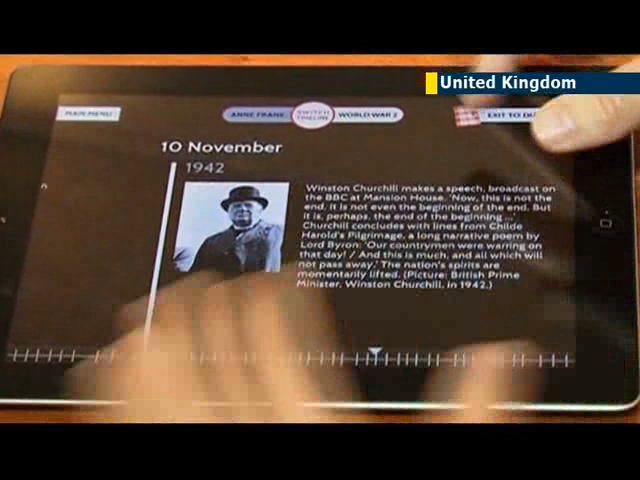 United Kingdom
MAIN MENU
ANNE FRANK
SWITCH
TIMELINE
WORLD WAR 2
EXIT TO
10 November
1942
Winston Churchill makes a speech, broadcast on
the BBC at Mansion House. 'Now, this is not the
end, it is not even the beginning of the end. But
it is, perhaps, the end of the beginning ...'
Churchill concludes with lines from Childe
Harold's Pilgrimage, a long narrative poem by
Lord Byron: 'Our countrymen were warring on
that day! / And this is much, and all which will
not pass away.' The nation's spirits are
momentarily lifted. (Picture: British Prime
Minister, Winston Churchill, in 1942.)